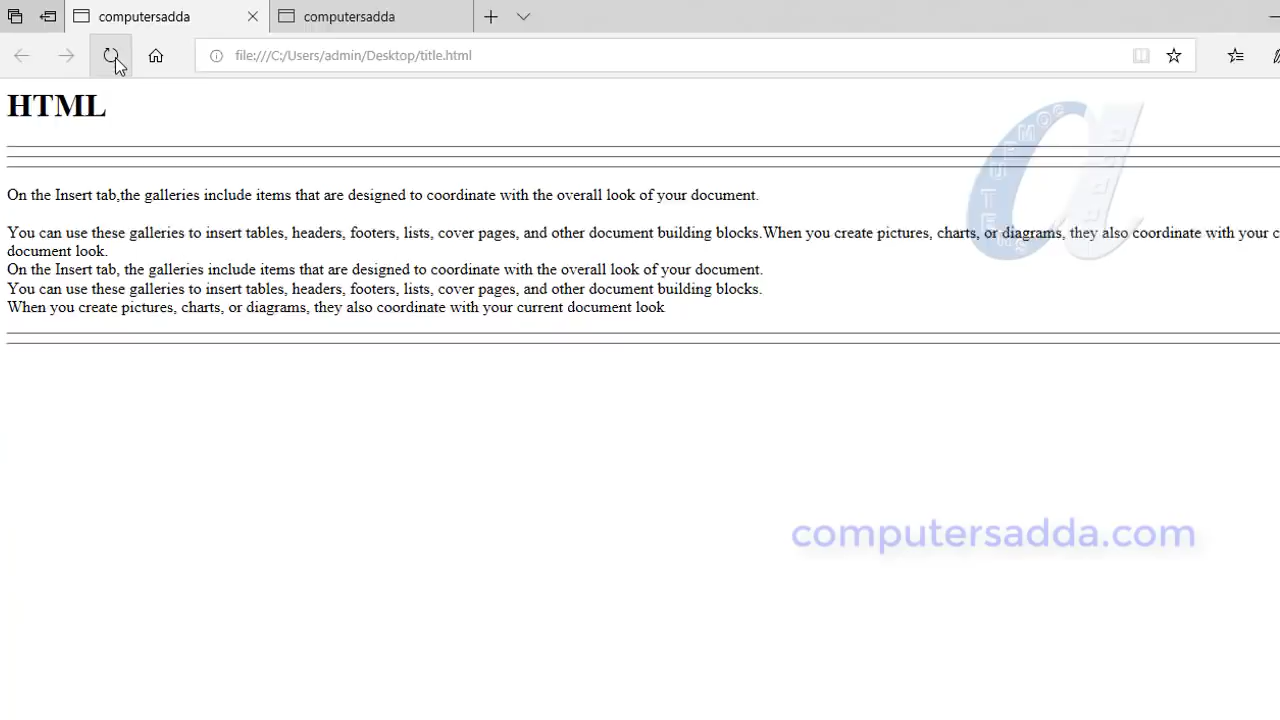 computersadda
computersadda
file:///C:/Users/admin/Desktop/title.html
HTML
On the Insert tab,the galleries include items that are designed to coordinate with the overall look of your document.
You can use these galleries to insert tables, headers, footers, lists, cover pages, and other document building blocks.When you create pictures, charts, or diagrams, they also coordinate with your c
document look.
On the Insert tab, the galleries include items that are designed to coordinate with the overall look of your document.
You can use these galleries to insert tables, headers, footers, lists, cover pages, and other document building blocks.
When you create pictures, charts, or diagrams, they also coordinate with your current document look
computersadda.com